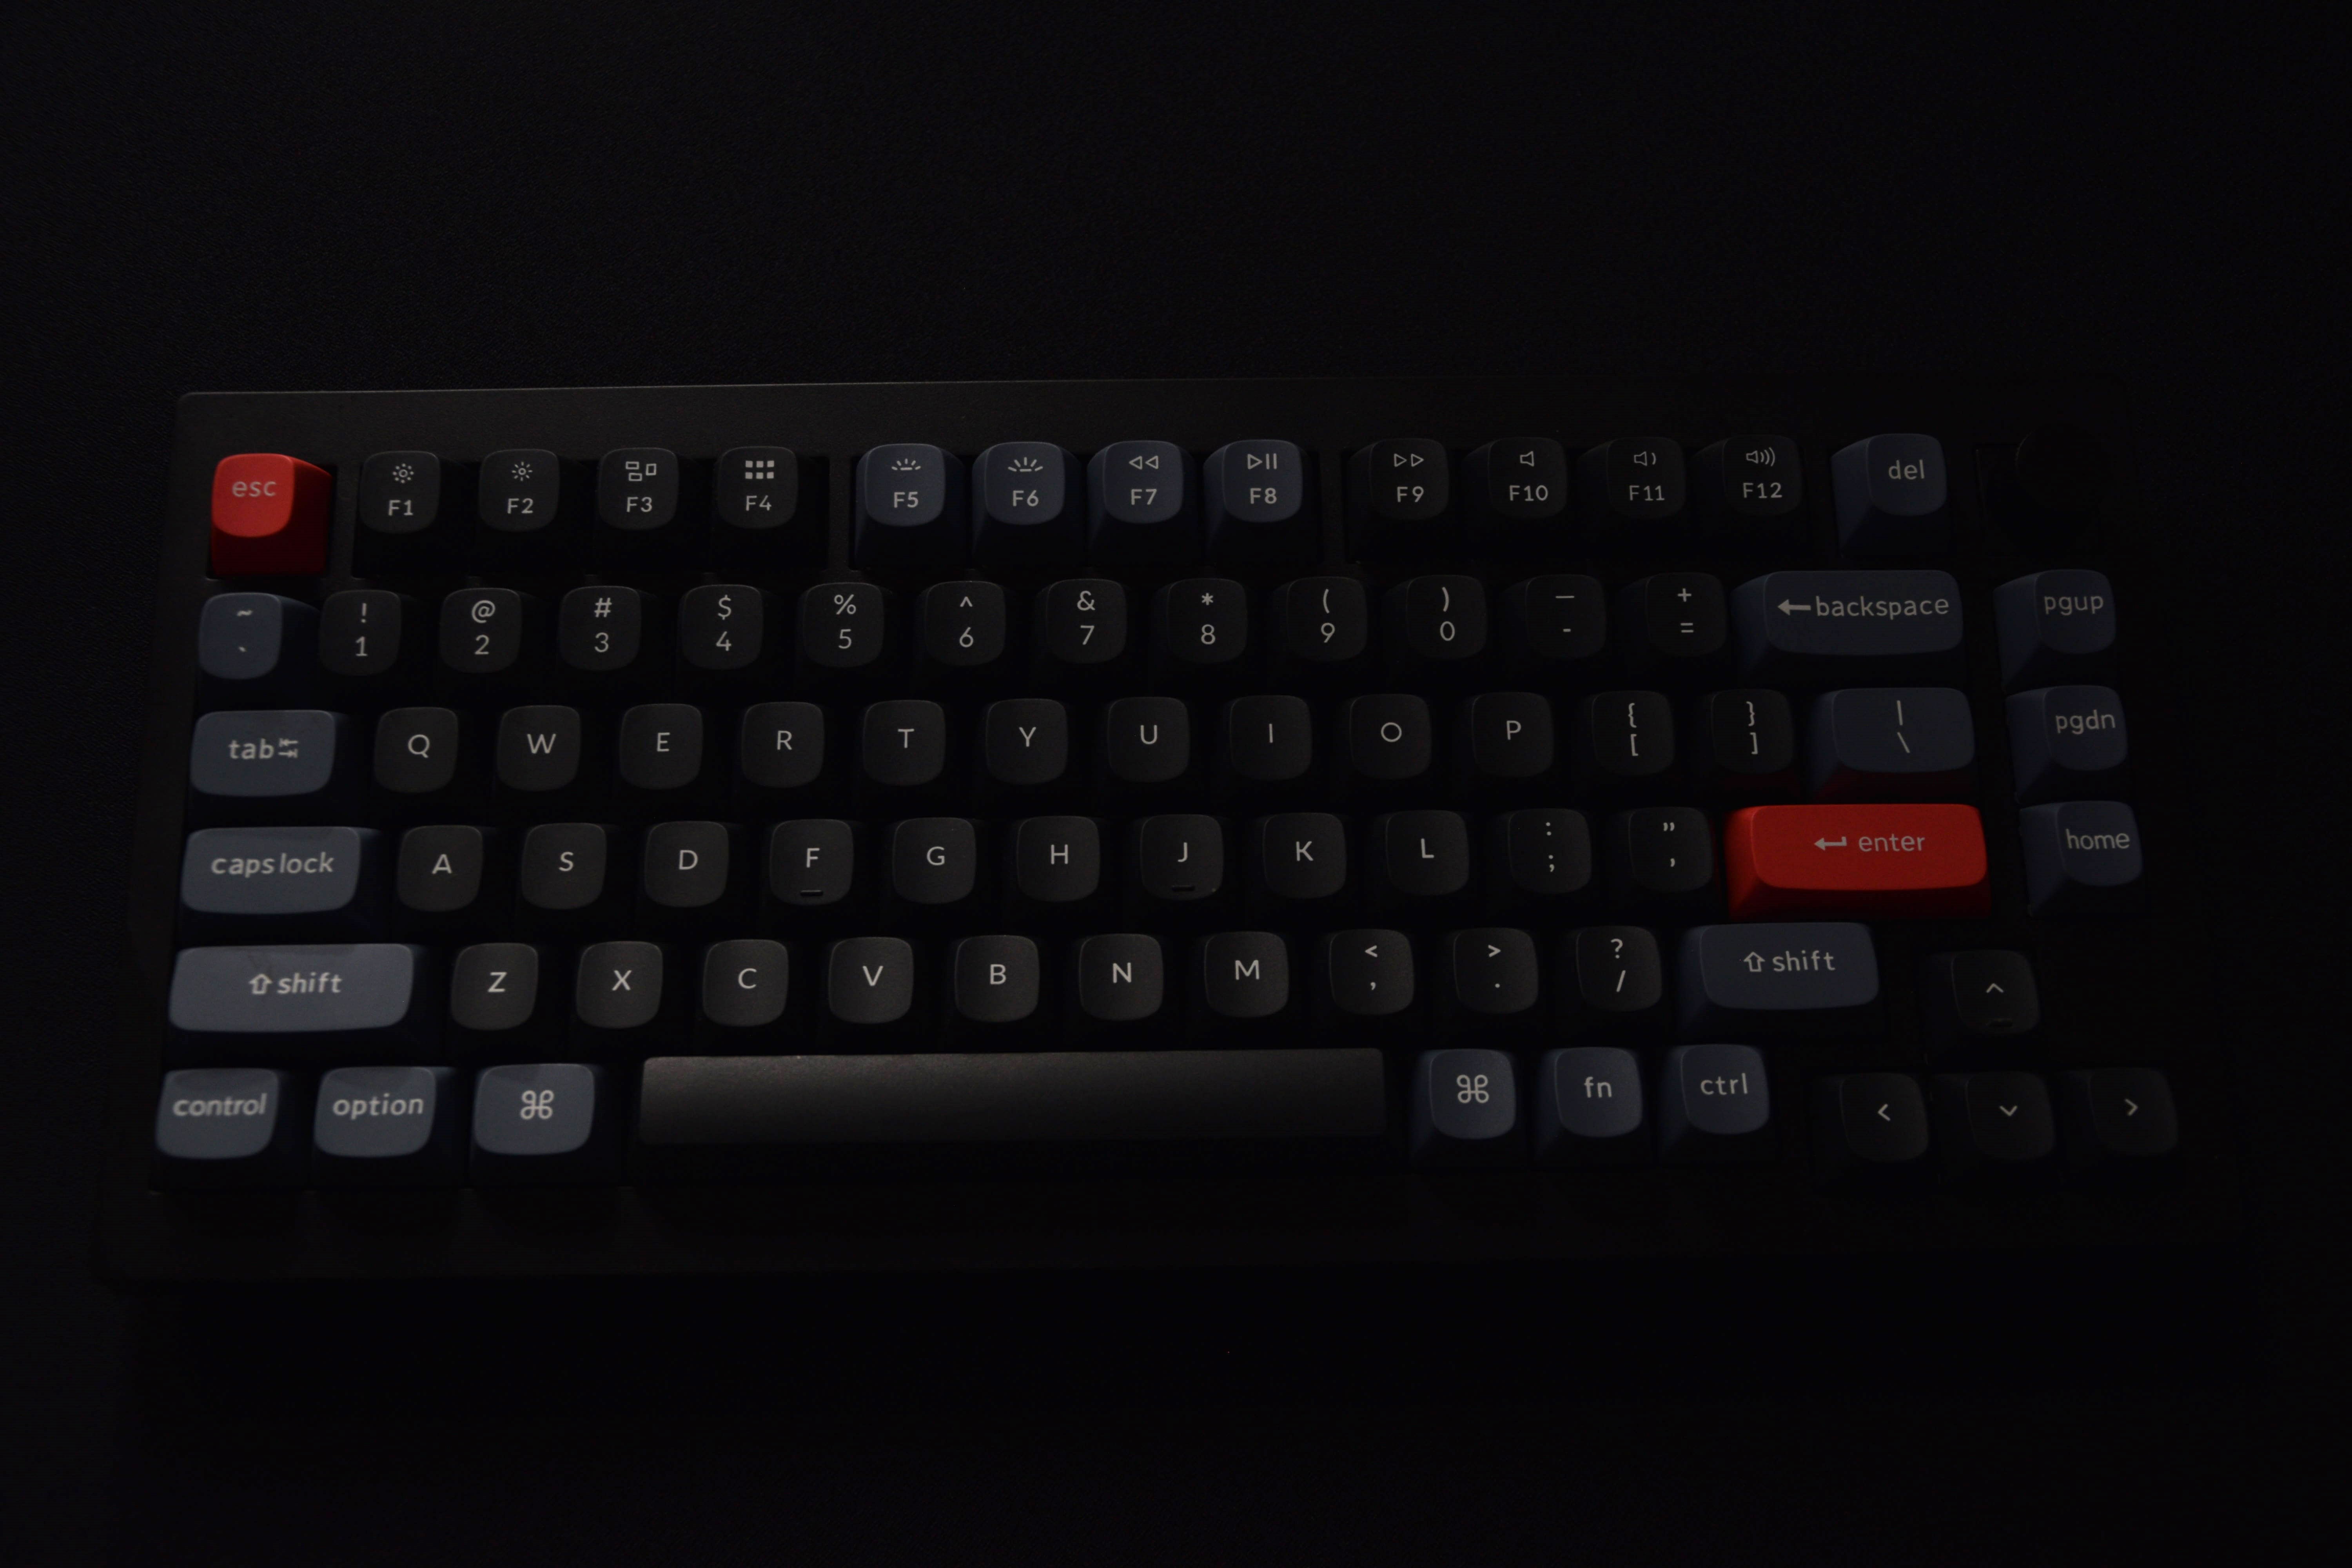 esc F1 F2 F3 F4 F5 F6 F7 F8 F9 F10 F11 F12 del
~ ! @ # $ % ^ & * ( ) — +
` 1 2 3 4 5 6 7 8 9 0 - = ←backspace pgup
tab Q W E R T Y U I O P { } | pgdn
[ ] \
caps lock A S D F G H J K L : " ↵ enter home
; '
⇧ shift Z X C V B N M < > ? ⇧ shift ^
, . /
control option ⌘ ⌘ fn ctrl < ⌄ >